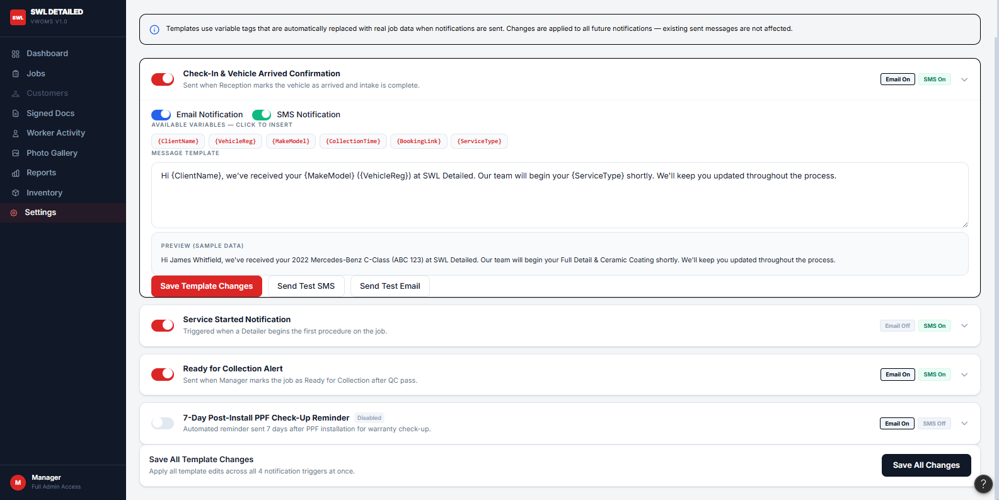 SWL
SWL DETAILED
VWOMS V1.0
Dashboard
Jobs
Customers
Signed Docs
Worker Activity
Photo Gallery
Reports
Inventory
Settings
M
Manager
Full Admin Access
Templates use variable tags that are automatically replaced with real job data when notifications are sent. Changes are applied to all future notifications — existing sent messages are not affected.
Check-In & Vehicle Arrived Confirmation
Sent when Reception marks the vehicle as arrived and intake is complete.
Email On
SMS On
Email Notification
SMS Notification
AVAILABLE VARIABLES — CLICK TO INSERT
{ClientName}
{VehicleReg}
{MakeModel}
{CollectionTime}
{BookingLink}
{ServiceType}
MESSAGE TEMPLATE
Hi {ClientName}, we've received your {MakeModel} ({VehicleReg}) at SWL Detailed. Our team will begin your {ServiceType} shortly. We'll keep you updated throughout the process.
PREVIEW (SAMPLE DATA)
Hi James Whitfield, we've received your 2022 Mercedes-Benz C-Class (ABC 123) at SWL Detailed. Our team will begin your Full Detail & Ceramic Coating shortly. We'll keep you updated throughout the process.
Save Template Changes
Send Test SMS
Send Test Email
Service Started Notification
Triggered when a Detailer begins the first procedure on the job.
Email Off
SMS On
Ready for Collection Alert
Sent when Manager marks the job as Ready for Collection after QC pass.
Email On
SMS On
7-Day Post-Install PPF Check-Up Reminder
Disabled
Automated reminder sent 7 days after PPF installation for warranty check-up.
Email On
SMS Off
Save All Template Changes
Apply all template edits across all 4 notification triggers at once.
Save All Changes
?